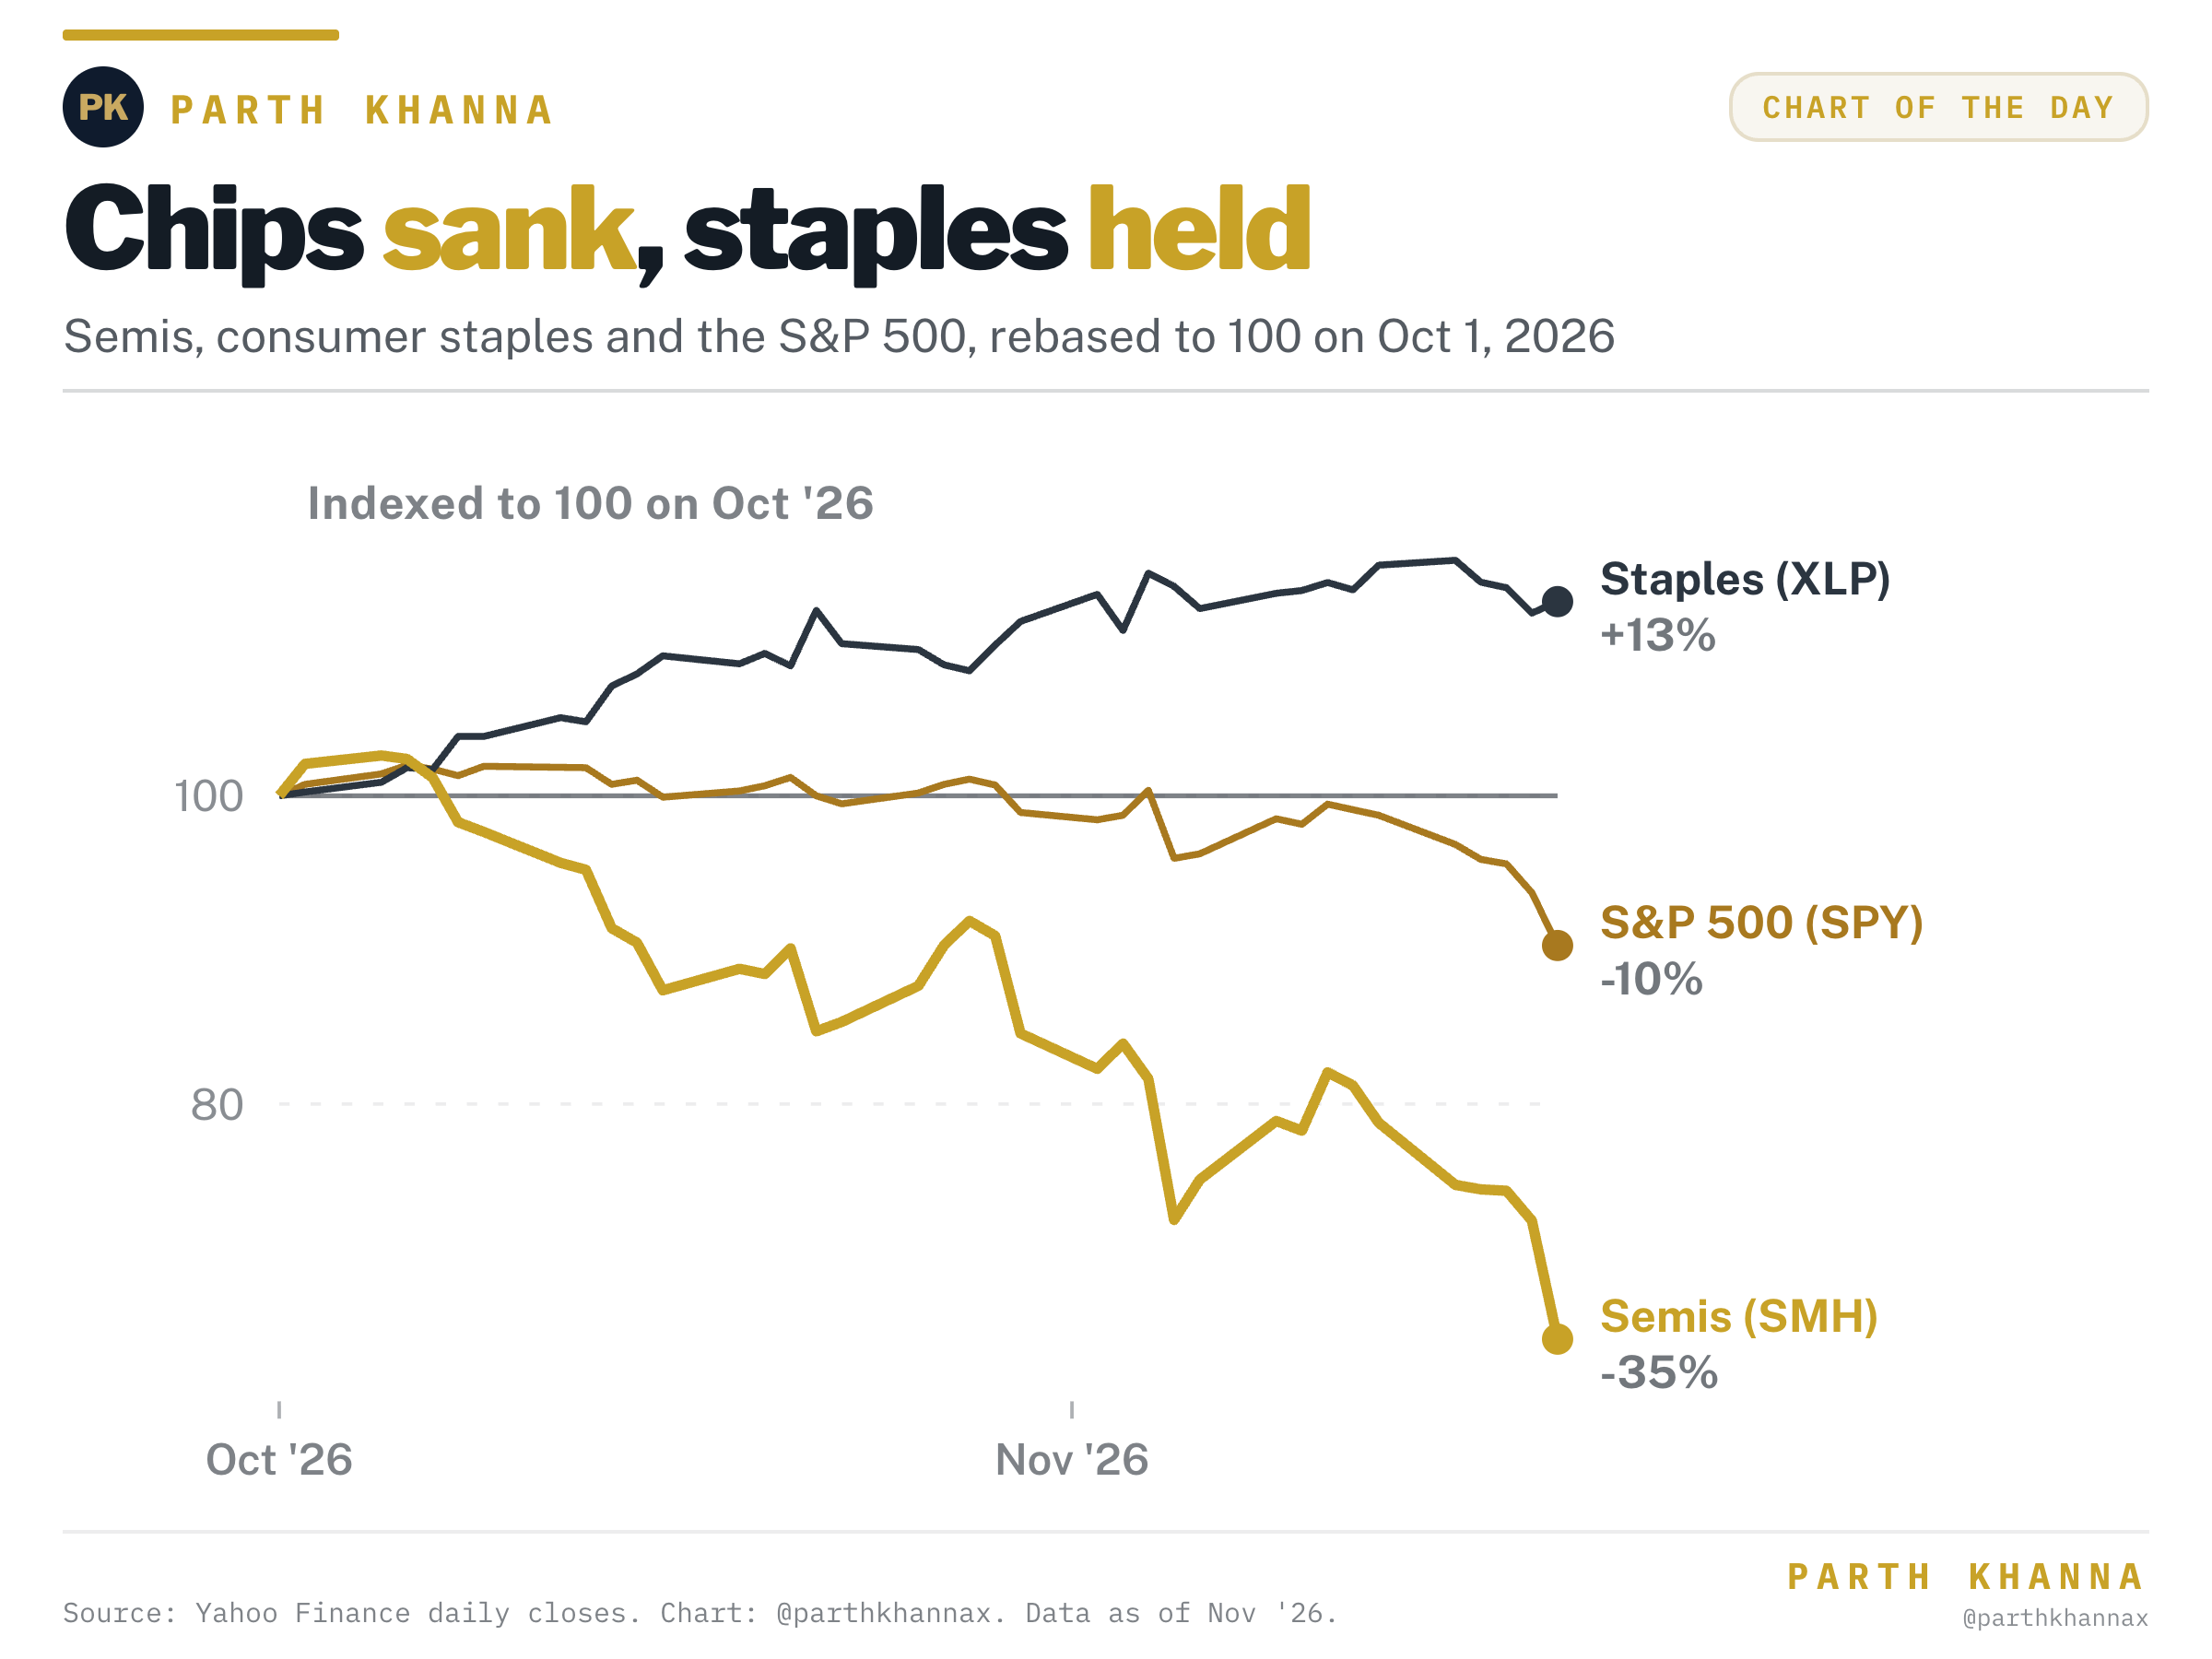 PK PARTH KHANNA
CHART OF THE DAY
Chips sank, staples held
Semis, consumer staples and the S&P 500, rebased to 100 on Oct 1, 2026
Indexed to 100 on Oct '26
Staples (XLP)
+13%
100
S&P 500 (SPY)
-10%
80
Semis (SMH)
-35%
Oct '26
Nov '26
PARTH KHANNA
Source: Yahoo Finance daily closes. Chart: @parthkhannax. Data as of Nov '26.
@parthkhannax